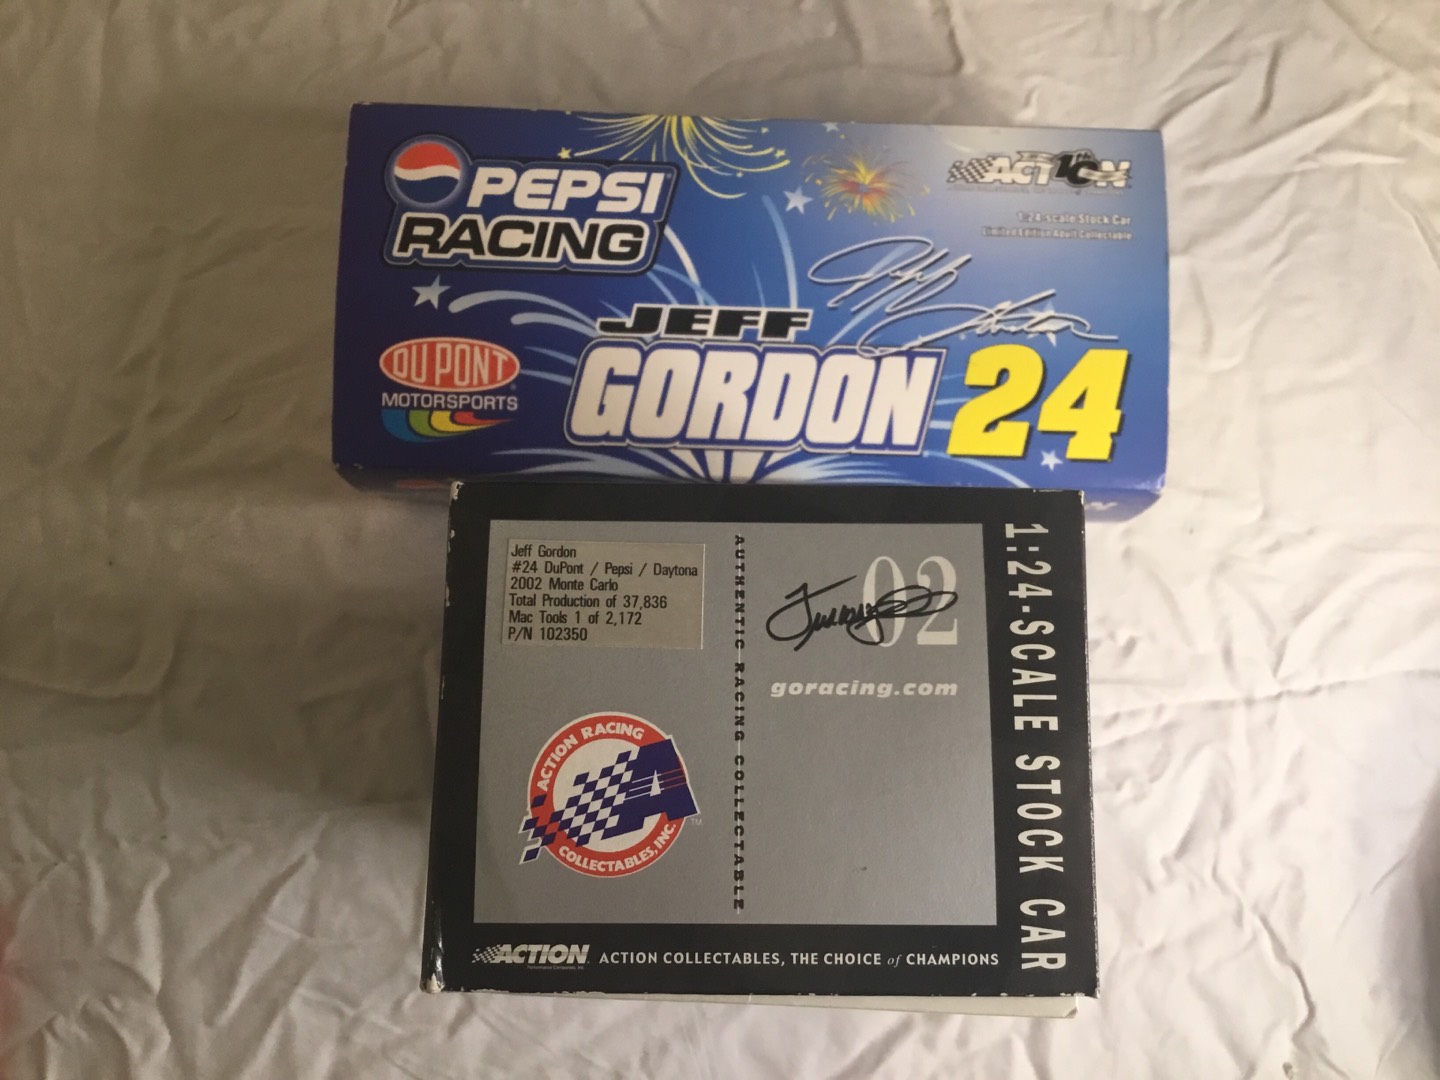 PEPSI
RACING
ACTION
1:24-scale Stock Car
Limited Edition Adult Collectable
Jeff Gordon
JEFF
GORDON
24
DUPONT
MOTORSPORTS
Jeff Gordon
#24 DuPont / Pepsi / Daytona
2002 Monte Carlo
Total Production of 37,836
Mac Tools 1 of 2,172
P/N 102350
AUTHENTIC RACING COLLECTABLE
02
goracing.com
ACTION RACING
COLLECTABLES, INC.
TM
1:24-SCALE STOCK CAR
ACTION
ACTION COLLECTABLES, THE CHOICE of CHAMPIONS